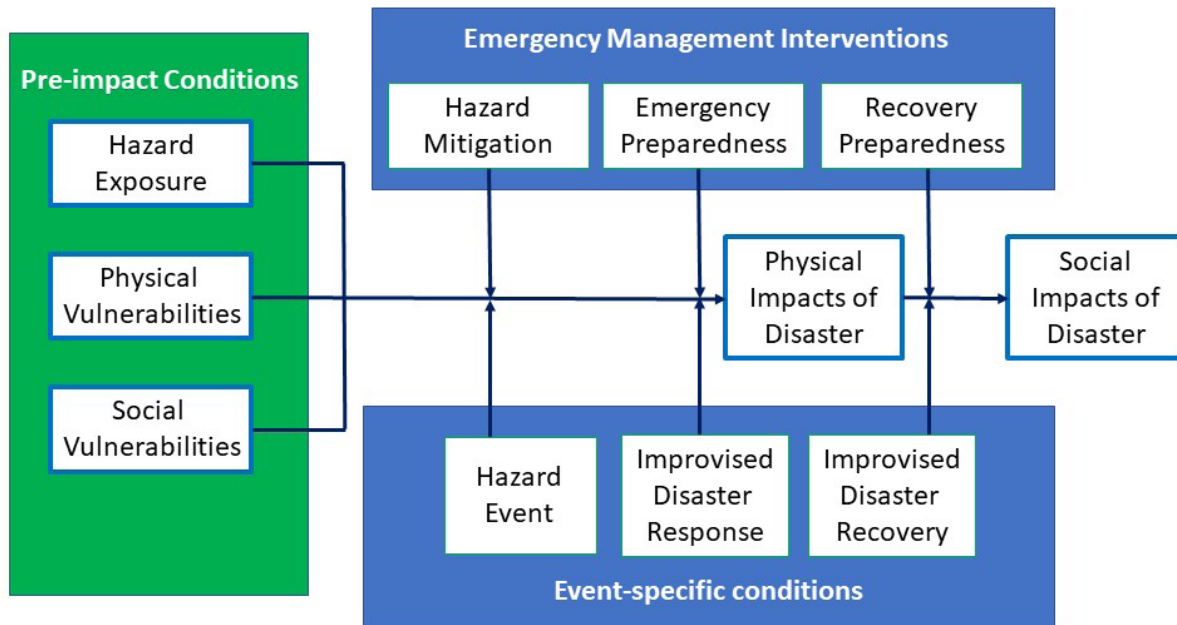 Pre-impact Conditions
Hazard
Exposure
Physical
Vulnerabilities
Social
Vulnerabilities
Emergency Management Interventions
Hazard
Mitigation
Emergency
Preparedness
Recovery
Preparedness
Physical
Impacts of
Disaster
Social
Impacts of
Disaster
Hazard
Event
Improvised
Disaster
Response
Improvised
Disaster
Recovery
Event-specific conditions